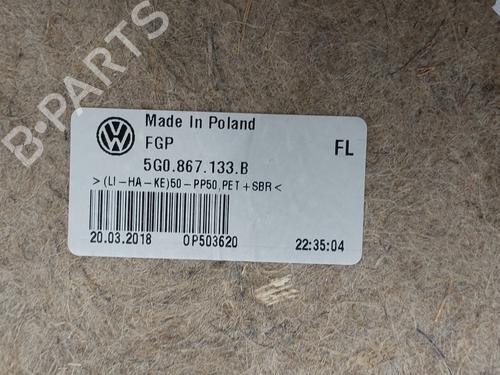 B-PARTS
Made In Poland
FGP
FL
5G0.867.133.B
>(LI-HA-KE)50-PP50,PET+SBR<
20.03.2018 0P503620 22:35:04